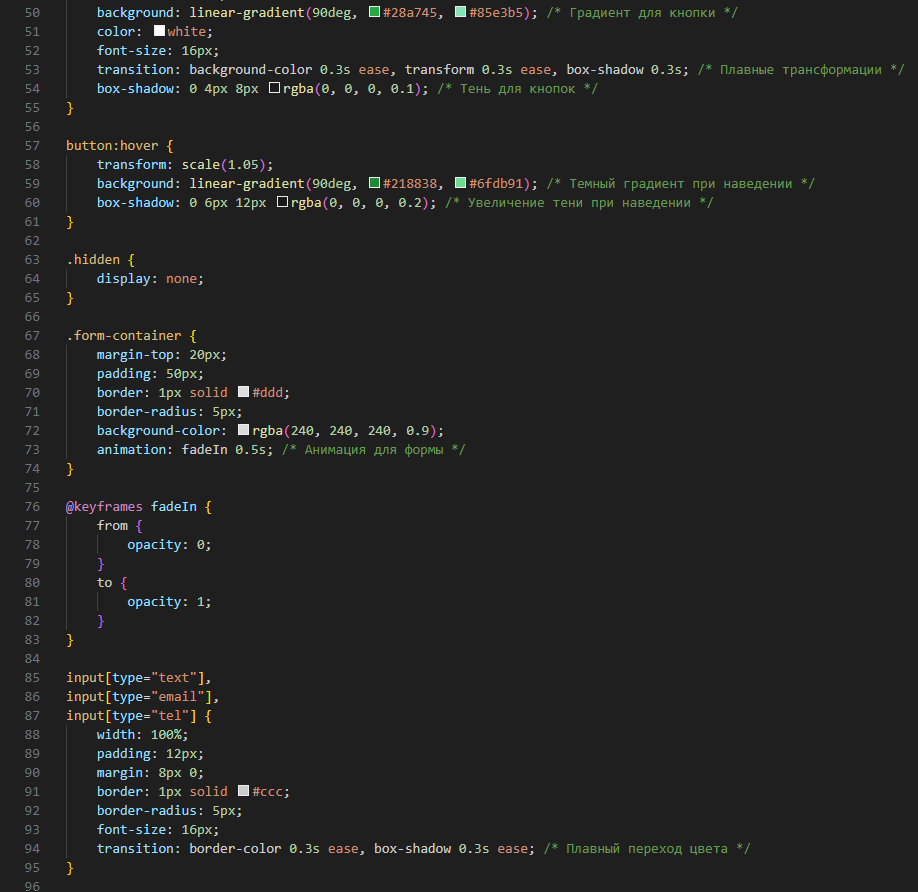 50     background: linear-gradient(90deg, #28a745, #85e3b5); /* Градиент для кнопки */
51     color: white;
52     font-size: 16px;
53     transition: background-color 0.3s ease, transform 0.3s ease, box-shadow 0.3s; /* Плавные трансформации */
54     box-shadow: 0 4px 8px rgba(0, 0, 0, 0.1); /* Тень для кнопок */
55 }
56
57 button:hover {
58     transform: scale(1.05);
59     background: linear-gradient(90deg, #218838, #6fdb91); /* Темный градиент при наведении */
60     box-shadow: 0 6px 12px rgba(0, 0, 0, 0.2); /* Увеличение тени при наведении */
61 }
62
63 .hidden {
64     display: none;
65 }
66
67 .form-container {
68     margin-top: 20px;
69     padding: 50px;
70     border: 1px solid #ddd;
71     border-radius: 5px;
72     background-color: rgba(240, 240, 240, 0.9);
73     animation: fadeIn 0.5s; /* Анимация для формы */
74 }
75
76 @keyframes fadeIn {
77     from {
78         opacity: 0;
79     }
80     to {
81         opacity: 1;
82     }
83 }
84
85 input[type="text"],
86 input[type="email"],
87 input[type="tel"] {
88     width: 100%;
89     padding: 12px;
90     margin: 8px 0;
91     border: 1px solid #ccc;
92     border-radius: 5px;
93     font-size: 16px;
94     transition: border-color 0.3s ease, box-shadow 0.3s ease; /* Плавный переход цвета */
95 }
96